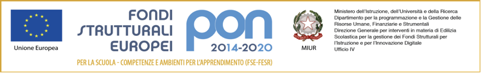 FONDI
STRUTTURALI
EUROPEI
pon
2014-2020
Unione Europea
MIUR
Ministero dell'Istruzione, dell'Università e della Ricerca
Dipartimento per la programmazione e la Gestione delle
Risorse Umane, Finanziarie e Strumentali
Direzione Generale per interventi in materia di Edilizia
Scolastica per la gestione dei Fondi Strutturali per
l'Istruzione e per l'Innovazione Digitale
Ufficio IV
PER LA SCUOLA - COMPETENZE E AMBIENTI PER L'APPRENDIMENTO (FSE-FESR)